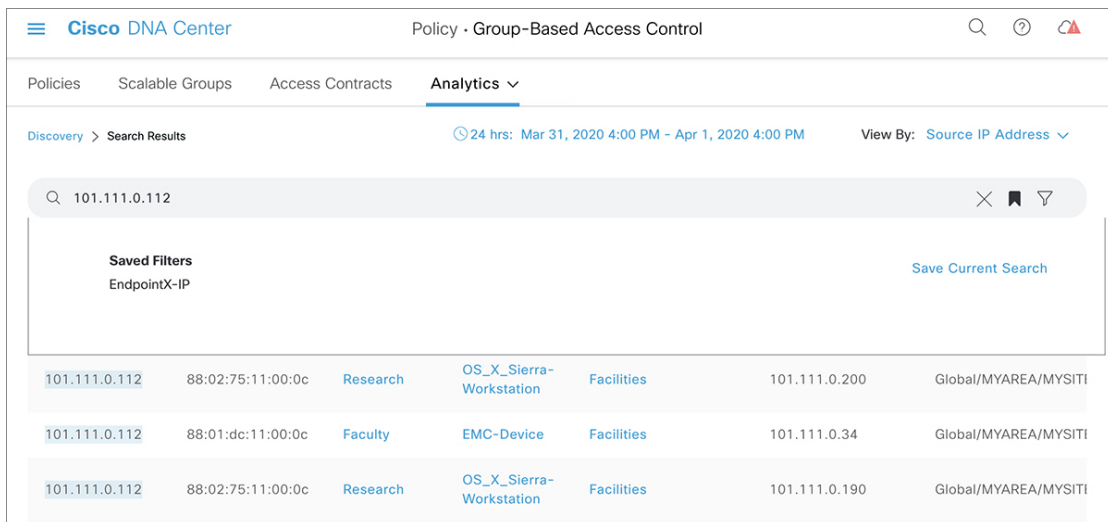 Cisco DNA Center
Policy · Group-Based Access Control
Policies Scalable Groups Access Contracts Analytics
Discovery > Search Results
24 hrs: Mar 31, 2020 4:00 PM - Apr 1, 2020 4:00 PM
View By: Source IP Address
101.111.0.112
Saved Filters
Save Current Search
EndpointX-IP
101.111.0.112 88:02:75:11:00:0c Research OS_X_Sierra-
Workstation Facilities 101.111.0.200 Global/MYAREA/MYSITE
101.111.0.112 88:01:dc:11:00:0c Faculty EMC-Device Facilities 101.111.0.34 Global/MYAREA/MYSITE
101.111.0.112 88:02:75:11:00:0c Research OS_X_Sierra-
Workstation Facilities 101.111.0.190 Global/MYAREA/MYSITE